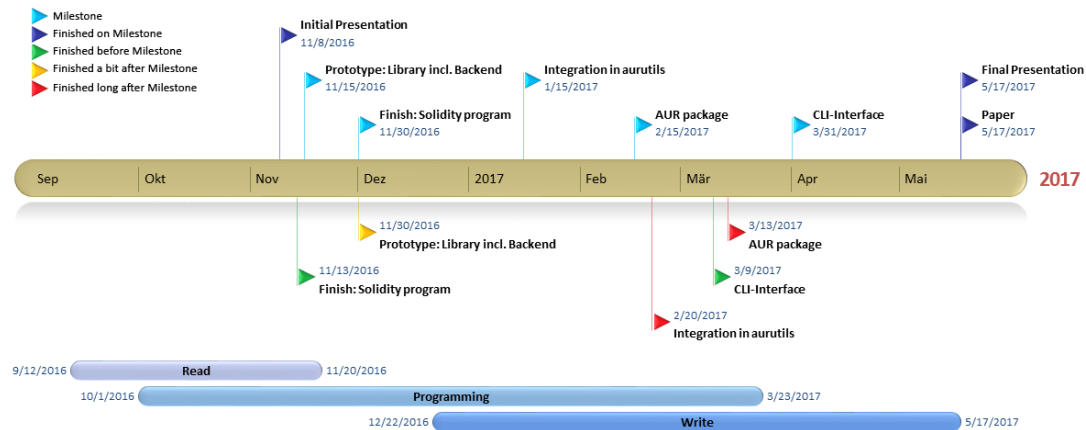 Milestone
Finished on Milestone
Finished before Milestone
Finished a bit after Milestone
Finished long after Milestone
Initial Presentation
11/8/2016
Prototype: Library incl. Backend
11/15/2016
Integration in aurutils
1/15/2017
Final Presentation
5/17/2017
Finish: Solidity program
11/30/2016
AUR package
2/15/2017
CLI-Interface
3/31/2017
Paper
5/17/2017
Sep Okt Nov Dez 2017 Feb Mär Apr Mai 2017
11/30/2016
Prototype: Library incl. Backend
3/13/2017
AUR package
11/13/2016
Finish: Solidity program
3/9/2017
CLI-Interface
2/20/2017
Integration in aurutils
9/12/2016 Read 11/20/2016
10/1/2016 Programming 3/23/2017
12/22/2016 Write 5/17/2017